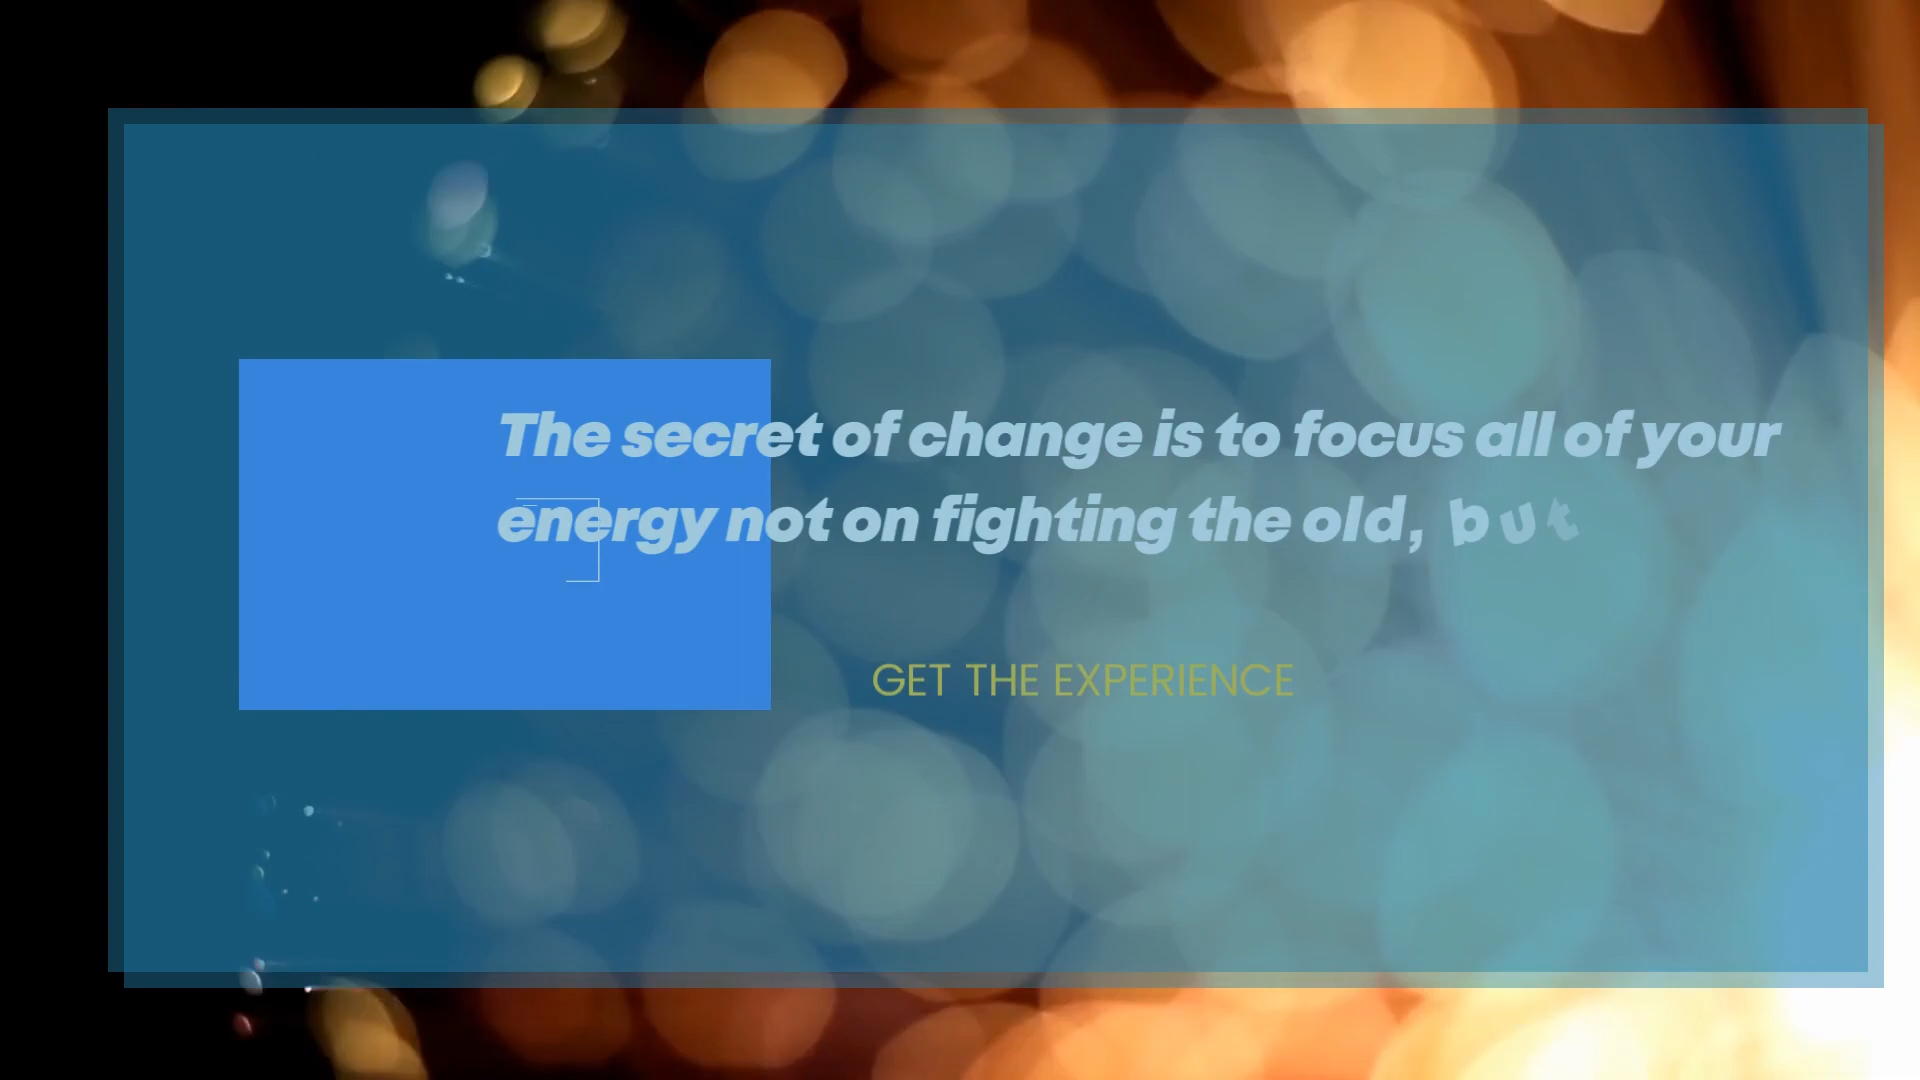 The secret of change is to focus all of your
energy not on fighting the old, but
GET THE EXPERIENCE